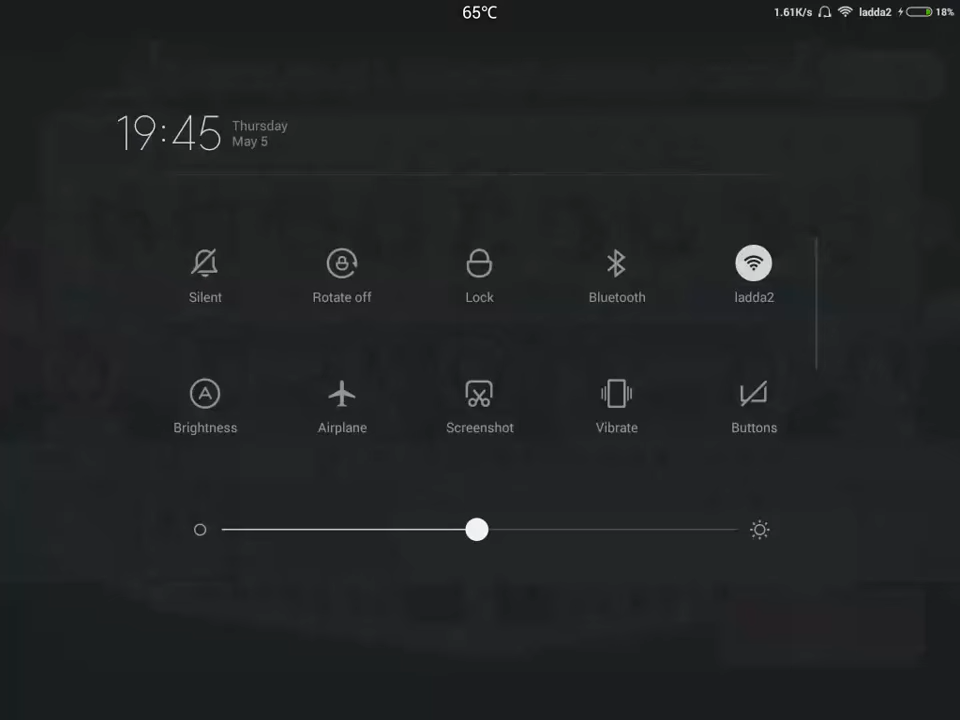 65℃
1.61K/s ladda2 18%
19:45
Thursday
May 5
Silent Rotate off Lock Bluetooth ladda2
Brightness Airplane Screenshot Vibrate Buttons